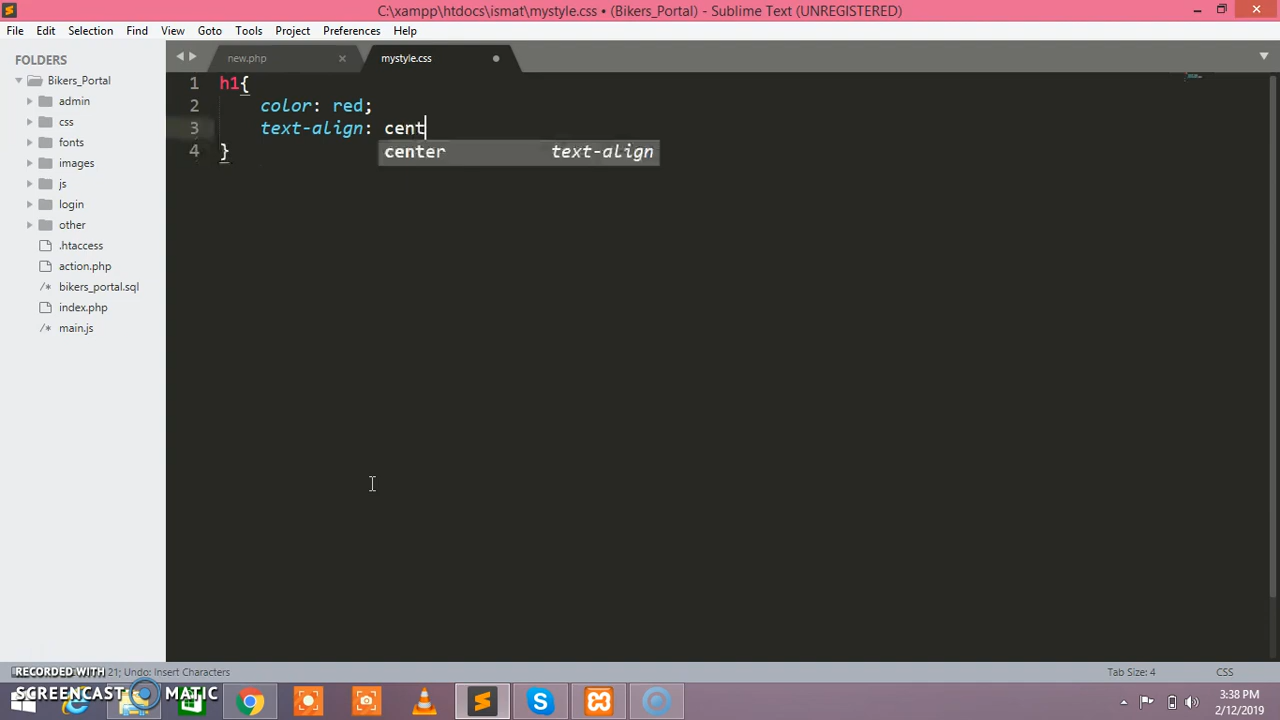 C:\xampp\htdocs\ismat\mystyle.css • (Bikers_Portal) - Sublime Text (UNREGISTERED)
File Edit Selection Find View Goto Tools Project Preferences Help
FOLDERS
Bikers_Portal
admin
css
fonts
images
js
login
other
.htaccess
action.php
bikers_portal.sql
index.php
main.js
new.php
mystyle.css
1 h1{
2 color: red;
3 text-align: cent
4 }
center text-align
21; Undo: Insert Characters
Tab Size: 4 CSS
RECORDED WITH
SCREENCAST MATIC
3:38 PM
2/12/2019